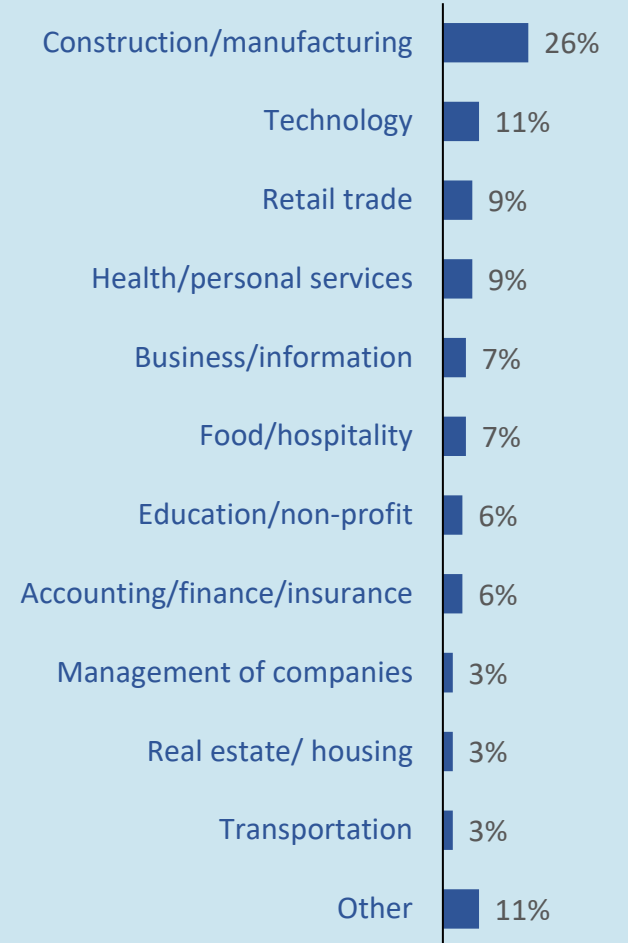 Construction/manufacturing 26%
Technology 11%
Retail trade 9%
Health/personal services 9%
Business/information 7%
Food/hospitality 7%
Education/non-profit 6%
Accounting/finance/insurance 6%
Management of companies 3%
Real estate/ housing 3%
Transportation 3%
Other 11%